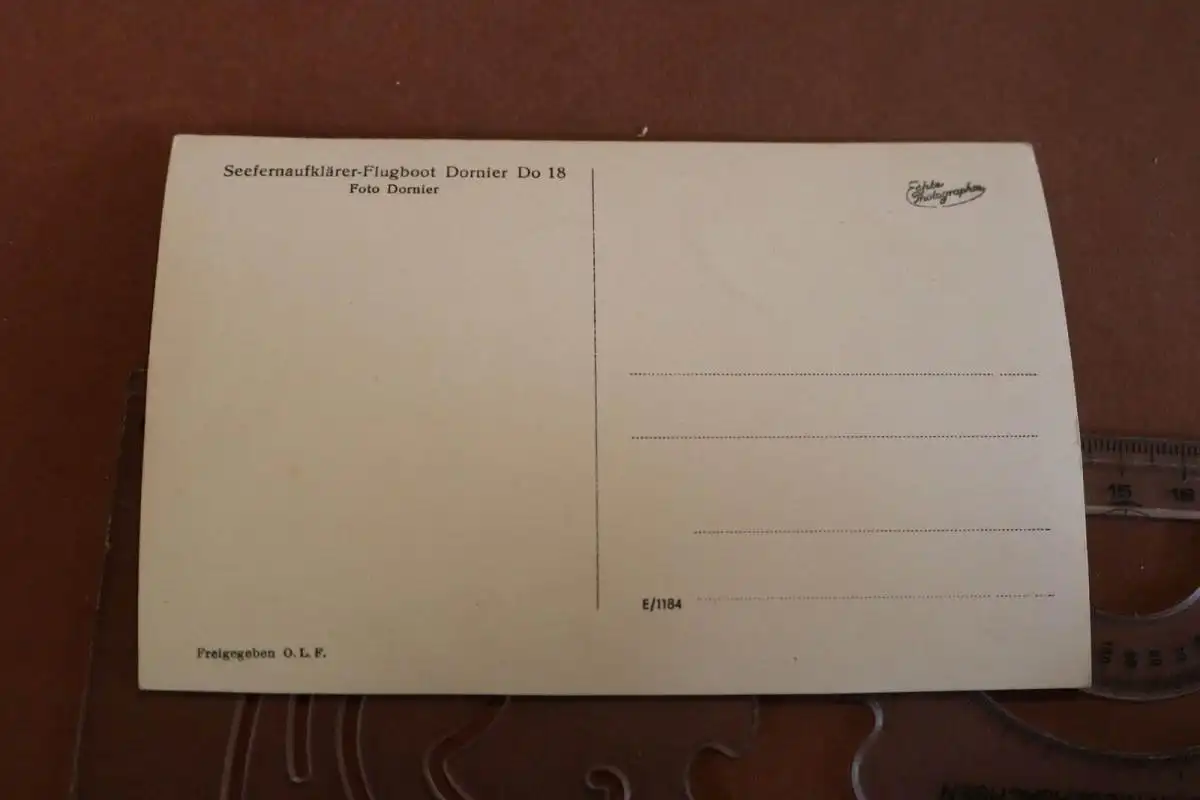 Seefernaufklärer-Flugboot Dornier Do 18
Foto Dornier
Echte
Photographie
E/1184
Freigegeben O. L. F.
15
16